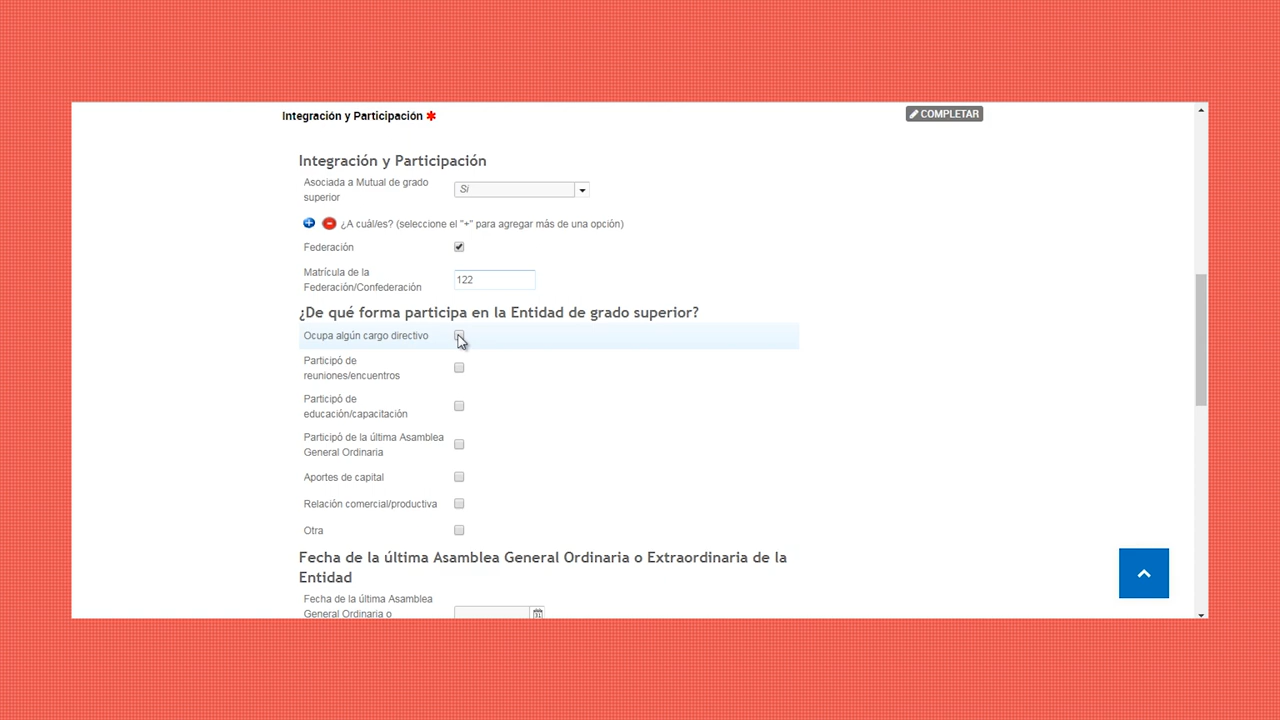 Integración y Participación *
COMPLETAR
Integración y Participación
Asociada a Mutual de grado
superior
Si
¿A cuál/es? (seleccione el "+" para agregar más de una opción)
Federación
Matrícula de la
Federación/Confederación
122
¿De qué forma participa en la Entidad de grado superior?
Ocupa algún cargo directivo
Participó de
reuniones/encuentros
Participó de
educación/capacitación
Participó de la última Asamblea
General Ordinaria
Aportes de capital
Relación comercial/productiva
Otra
Fecha de la última Asamblea General Ordinaria o Extraordinaria de la
Entidad
Fecha de la última Asamblea
General Ordinaria o